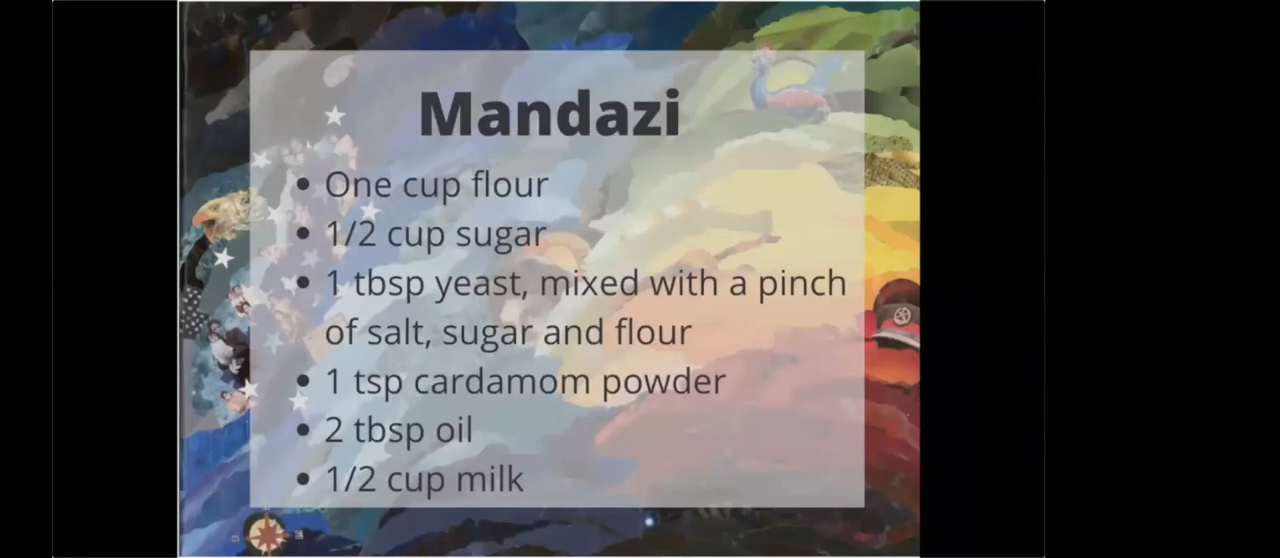 Mandazi
• One cup flour
• 1/2 cup sugar
• 1 tbsp yeast, mixed with a pinch
of salt, sugar and flour
• 1 tsp cardamom powder
• 2 tbsp oil
• 1/2 cup milk